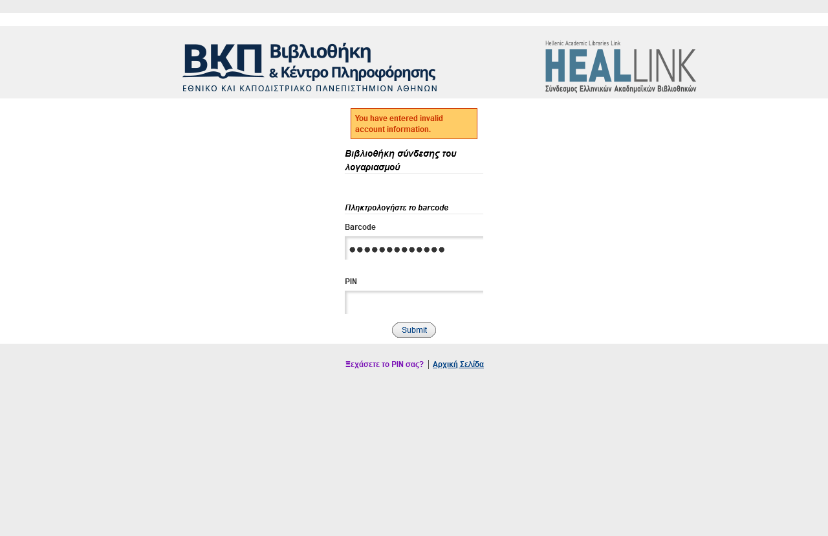 ΒΚΠ Βιβλιοθήκη
& Κέντρο Πληροφόρησης
ΕΘΝΙΚΟ ΚΑΙ ΚΑΠΟΔΙΣΤΡΙΑΚΟ ΠΑΝΕΠΙΣΤΗΜΙΟΝ ΑΘΗΝΩΝ
Hellenic Academic Libraries Link
HEALLINK
Σύνδεσμος Ελληνικών Ακαδημαϊκών Βιβλιοθηκών
You have entered invalid
account information.
Βιβλιοθήκη σύνδεσης του
λογαριασμού
Πληκτρολογήστε το barcode
Barcode
PIN
Submit
Ξεχάσετε το PIN σας? | Αρχική Σελίδα